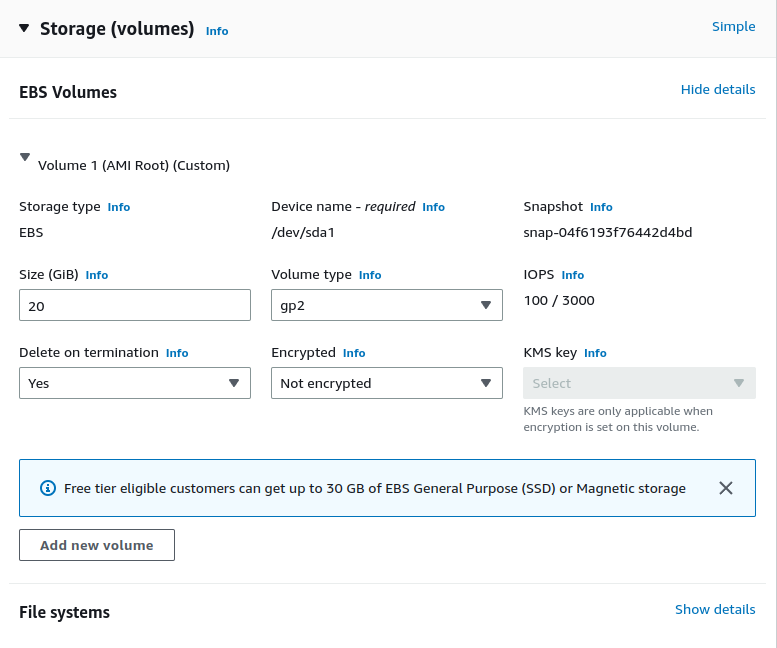 Storage (volumes) Info Simple
EBS Volumes Hide details
Volume 1 (AMI Root) (Custom)
Storage type Info Device name - required Info Snapshot Info
EBS /dev/sda1 snap-04f6193f76442d4bd
Size (GiB) Info Volume type Info IOPS Info
20 gp2 100 / 3000
Delete on termination Info Encrypted Info KMS key Info
Yes Not encrypted Select
KMS keys are only applicable when
encryption is set on this volume.
Free tier eligible customers can get up to 30 GB of EBS General Purpose (SSD) or Magnetic storage
Add new volume
File systems Show details